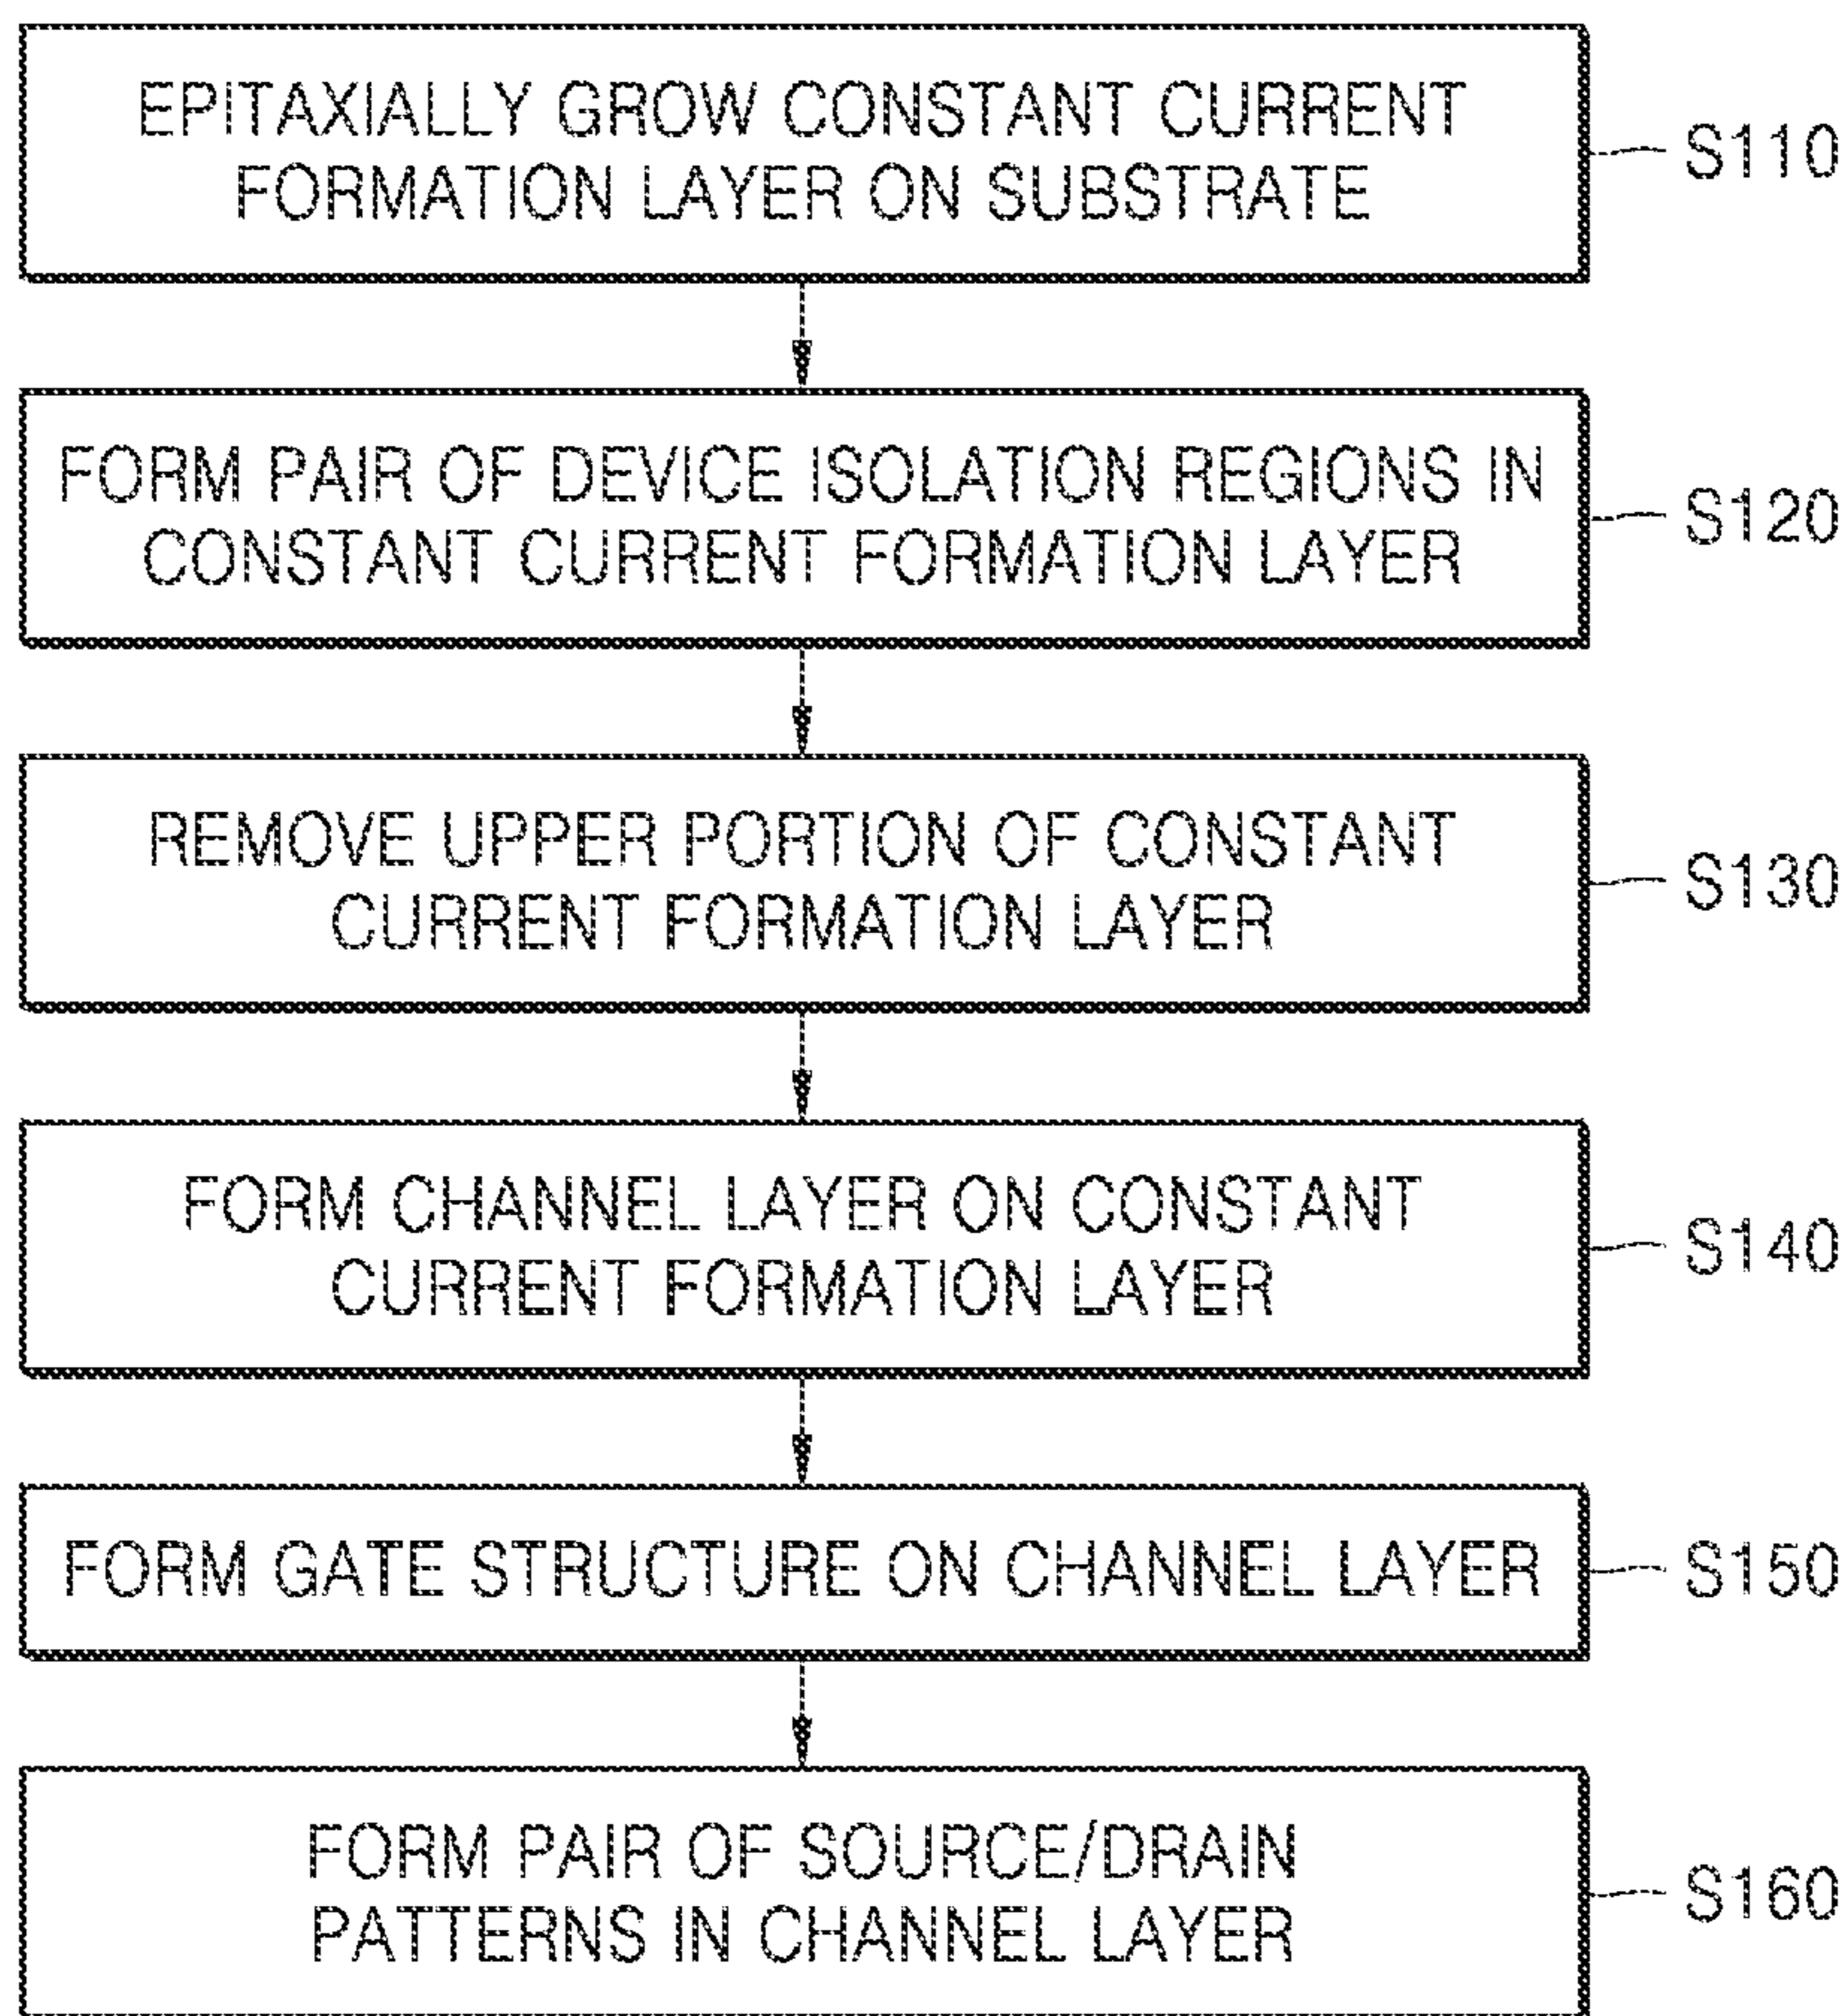 EPITAXIALLY GROW CONSTANT CURRENT
FORMATION LAYER ON SUBSTRATE
S110
FORM PAIR OF DEVICE ISOLATION REGIONS IN
CONSTANT CURRENT FORMATION LAYER
S120
REMOVE UPPER PORTION OF CONSTANT
CURRENT FORMATION LAYER
S130
FORM CHANNEL LAYER ON CONSTANT
CURRENT FORMATION LAYER
S140
FORM GATE STRUCTURE ON CHANNEL LAYER
S150
FORM PAIR OF SOURCE/DRAIN
PATTERNS IN CHANNEL LAYER
S160